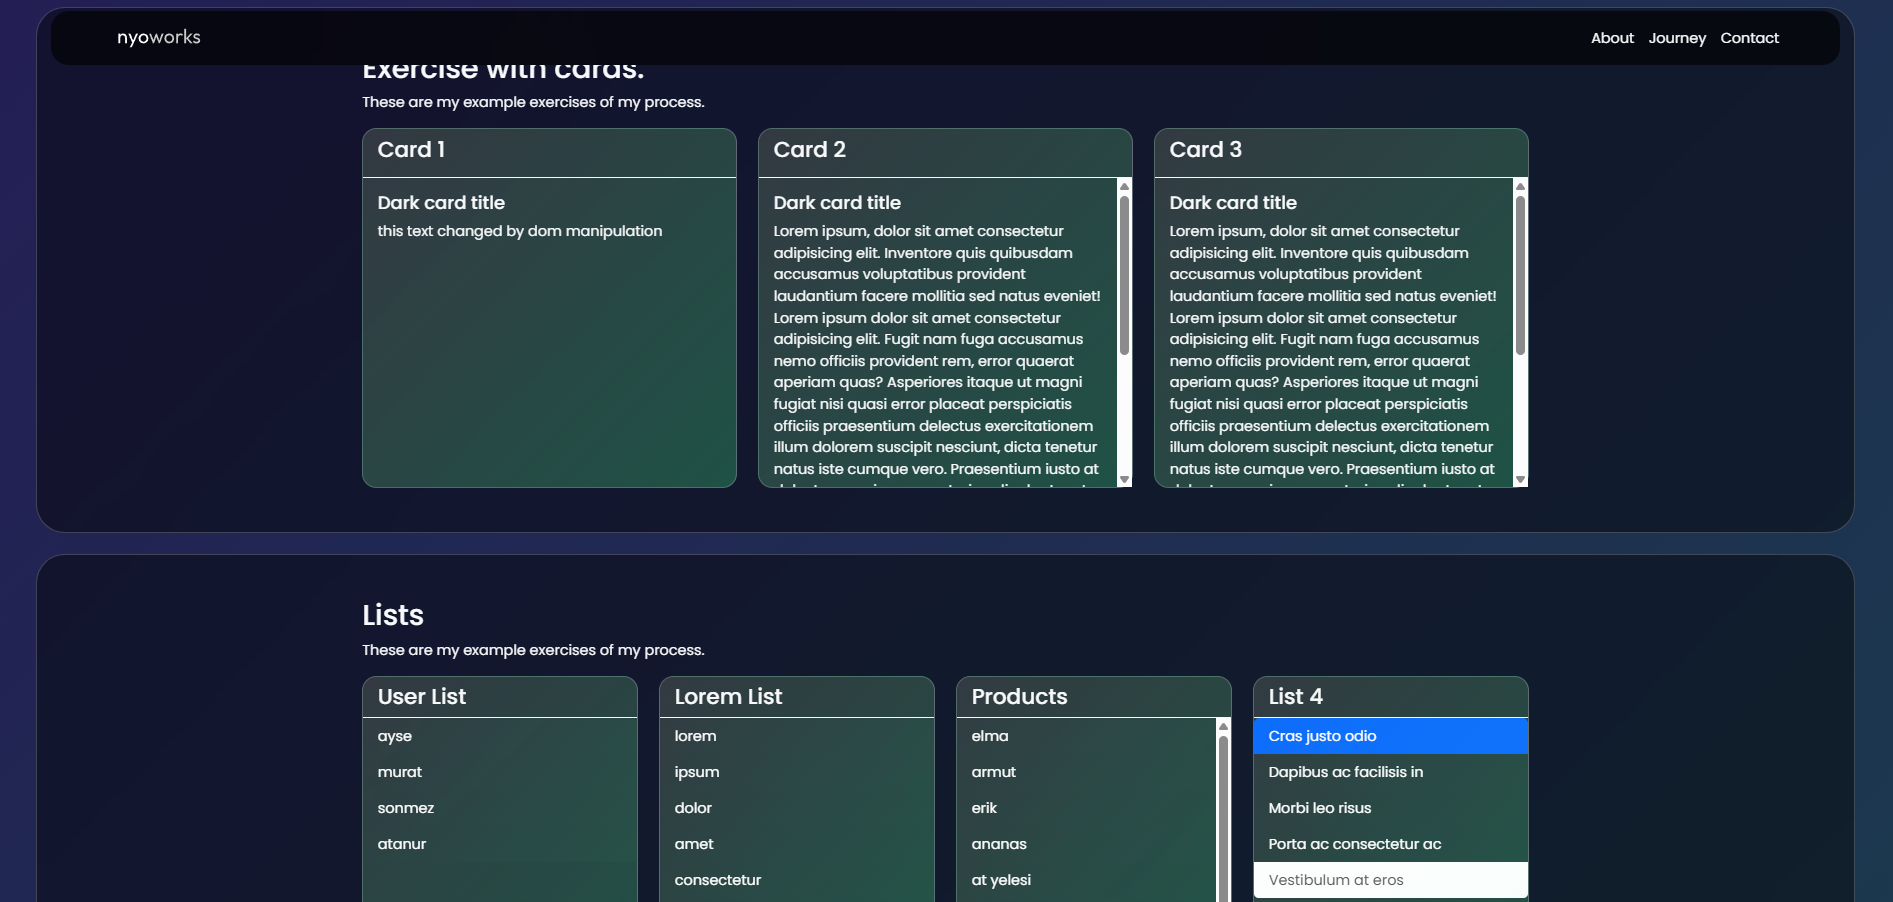 nyoworks
About Journey Contact
Exercise with cards.
These are my example exercises of my process.
Card 1
Dark card title
this text changed by dom manipulation
Card 2
Dark card title
Lorem ipsum, dolor sit amet consectetur
adipisicing elit. Inventore quis quibusdam
accusamus voluptatibus provident
laudantium facere mollitia sed natus eveniet!
Lorem ipsum dolor sit amet consectetur
adipisicing elit. Fugit nam fuga accusamus
nemo officiis provident rem, error quaerat
aperiam quas? Asperiores itaque ut magni
fugiat nisi quasi error placeat perspiciatis
officiis praesentium delectus exercitationem
illum dolorem suscipit nesciunt, dicta tenetur
natus iste cumque vero. Praesentium iusto at
Card 3
Dark card title
Lorem ipsum, dolor sit amet consectetur
adipisicing elit. Inventore quis quibusdam
accusamus voluptatibus provident
laudantium facere mollitia sed natus eveniet!
Lorem ipsum dolor sit amet consectetur
adipisicing elit. Fugit nam fuga accusamus
nemo officiis provident rem, error quaerat
aperiam quas? Asperiores itaque ut magni
fugiat nisi quasi error placeat perspiciatis
officiis praesentium delectus exercitationem
illum dolorem suscipit nesciunt, dicta tenetur
natus iste cumque vero. Praesentium iusto at
Lists
These are my example exercises of my process.
User List
ayse
murat
sonmez
atanur
Lorem List
lorem
ipsum
dolor
amet
consectetur
Products
elma
armut
erik
ananas
at yelesi
List 4
Cras justo odio
Dapibus ac facilisis in
Morbi leo risus
Porta ac consectetur ac
Vestibulum at eros